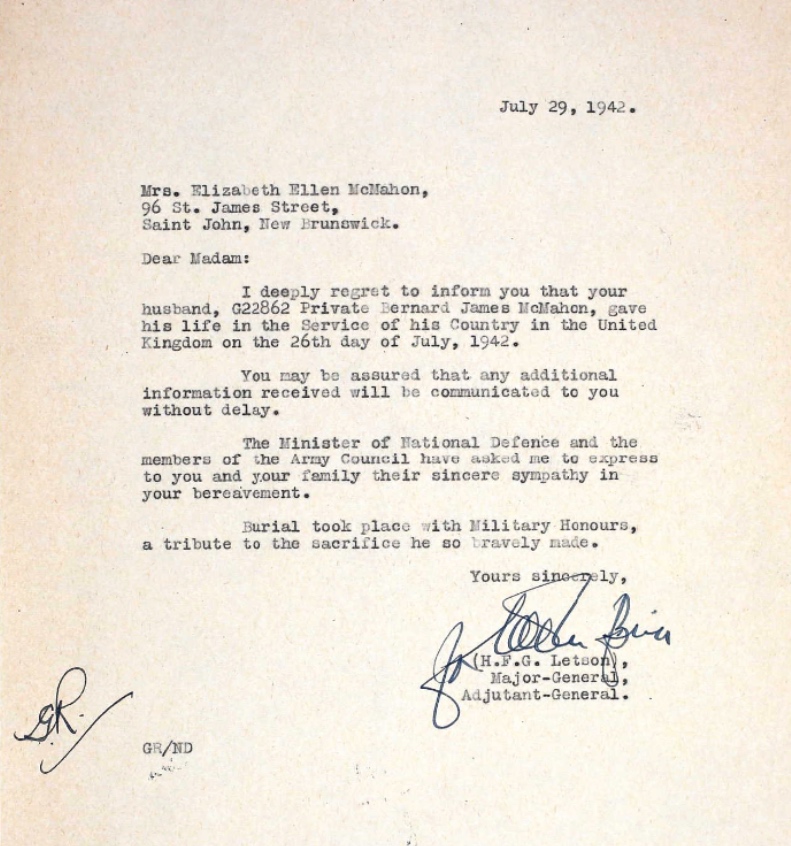 July 29, 1942.
Mrs. Elizabeth Ellen McMahon,
96 St. James Street,
Saint John, New Brunswick.
Dear Madam:
I deeply regret to inform you that your
husband, G22862 Private Bernard James McMahon, gave
his life in the Service of his Country in the United
Kingdom on the 26th day of July, 1942.
You may be assured that any additional
information received will be communicated to you
without delay.
The Minister of National Defence and the
members of the Army Council have asked me to express
to you and your family their sincere sympathy in
your bereavement.
Burial took place with Military Honours,
a tribute to the sacrifice he so bravely made.
Yours sincerely,
(H.F.G. Letson),
Major-General,
Adjutant-General.
G.R.
GR/ND